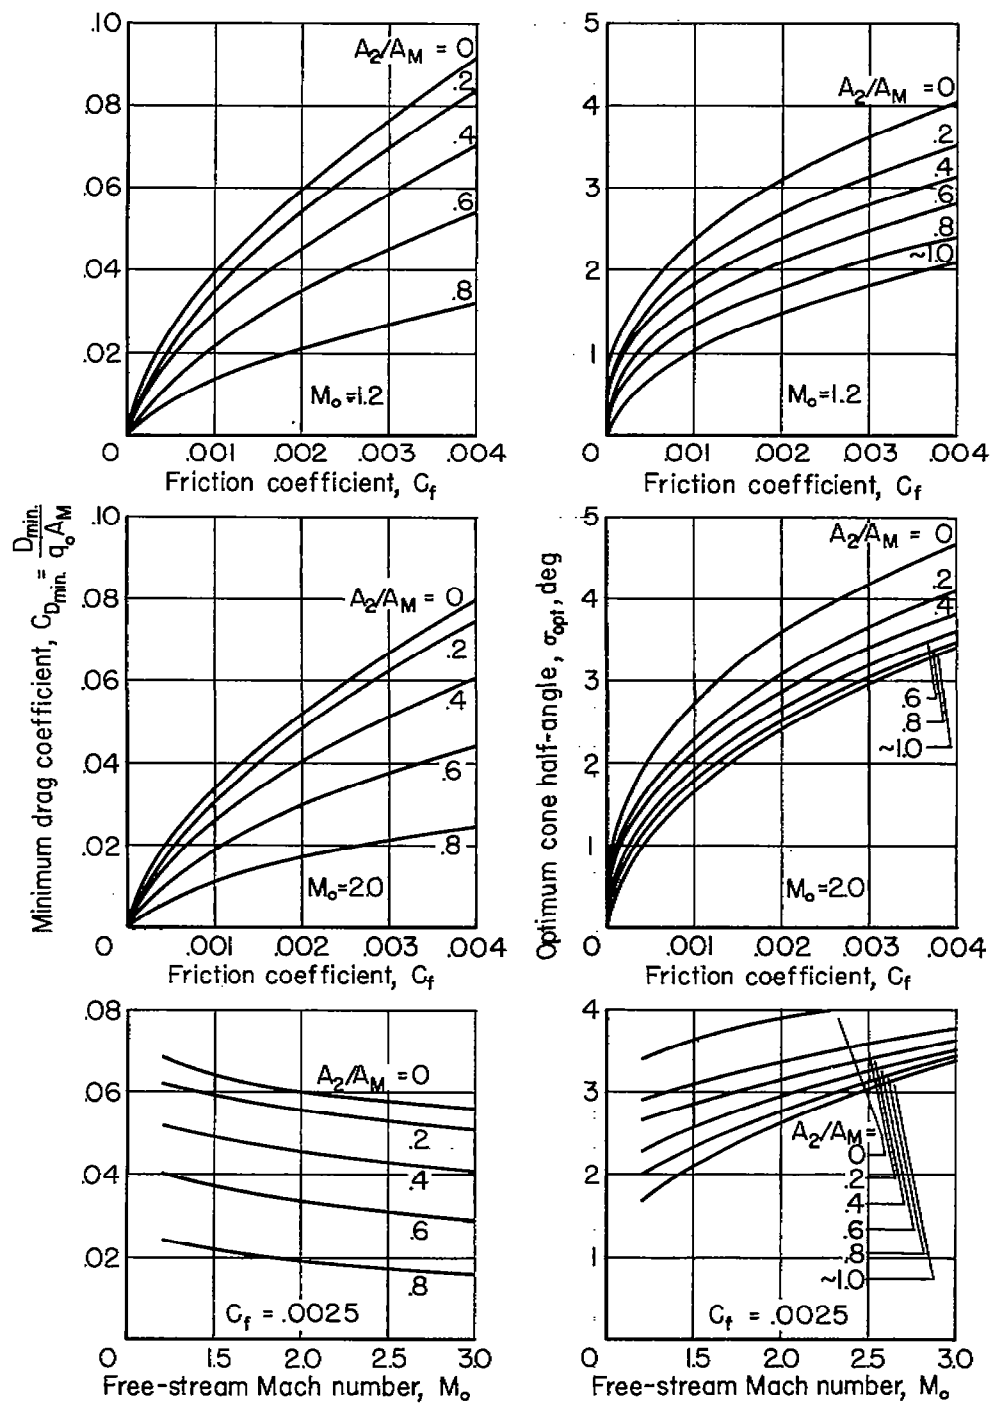 .10
.08
.06
.04
.02
A2/AM = 0
.2
.4
.6
.8
Mo=1.2
0 .001 .002 .003 .004
Friction coefficient, Cf
5
4
3
2
1
A2/AM = 0
.2
.4
.6
.8
~1.0
Mo=1.2
0 .001 .002 .003 .004
Friction coefficient, Cf
Minimum drag coefficient, CDmin. = Dmin. / qoAM
.10
.08
.06
.04
.02
A2/AM = 0
.2
.4
.6
.8
Mo=2.0
0 .001 .002 .003 .004
Friction coefficient, Cf
Optimum cone half-angle, σopt, deg
5
4
3
2
1
A2/AM = 0
.2
.4
.6
.8
~1.0
Mo=2.0
0 .001 .002 .003 .004
Friction coefficient, Cf
.08
.06
.04
.02
A2/AM = 0
.2
.4
.6
.8
Cf = .0025
0 1.5 2.0 2.5 3.0
Free-stream Mach number, Mo
4
3
2
1
A2/AM =
0
.2
.4
.6
.8
~1.0
Cf = .0025
0 1.5 2.0 2.5 3.0
Free-stream Mach number, Mo